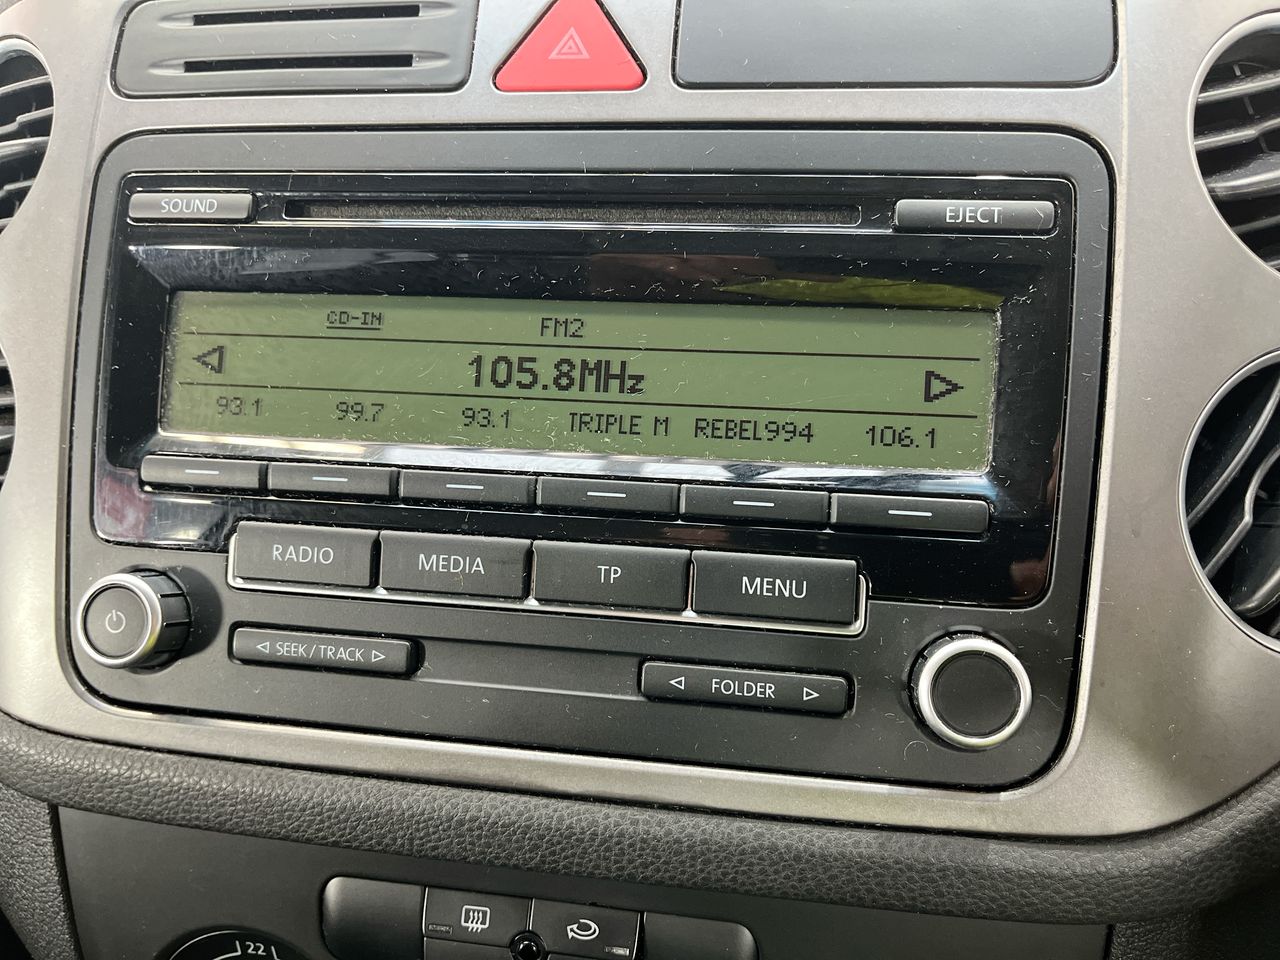 SOUND
EJECT
CD-IN FM2
105.8MHz
93.1 99.7 93.1 TRIPLE M REBEL994 106.1
RADIO MEDIA TP MENU
SEEK/TRACK
FOLDER
22